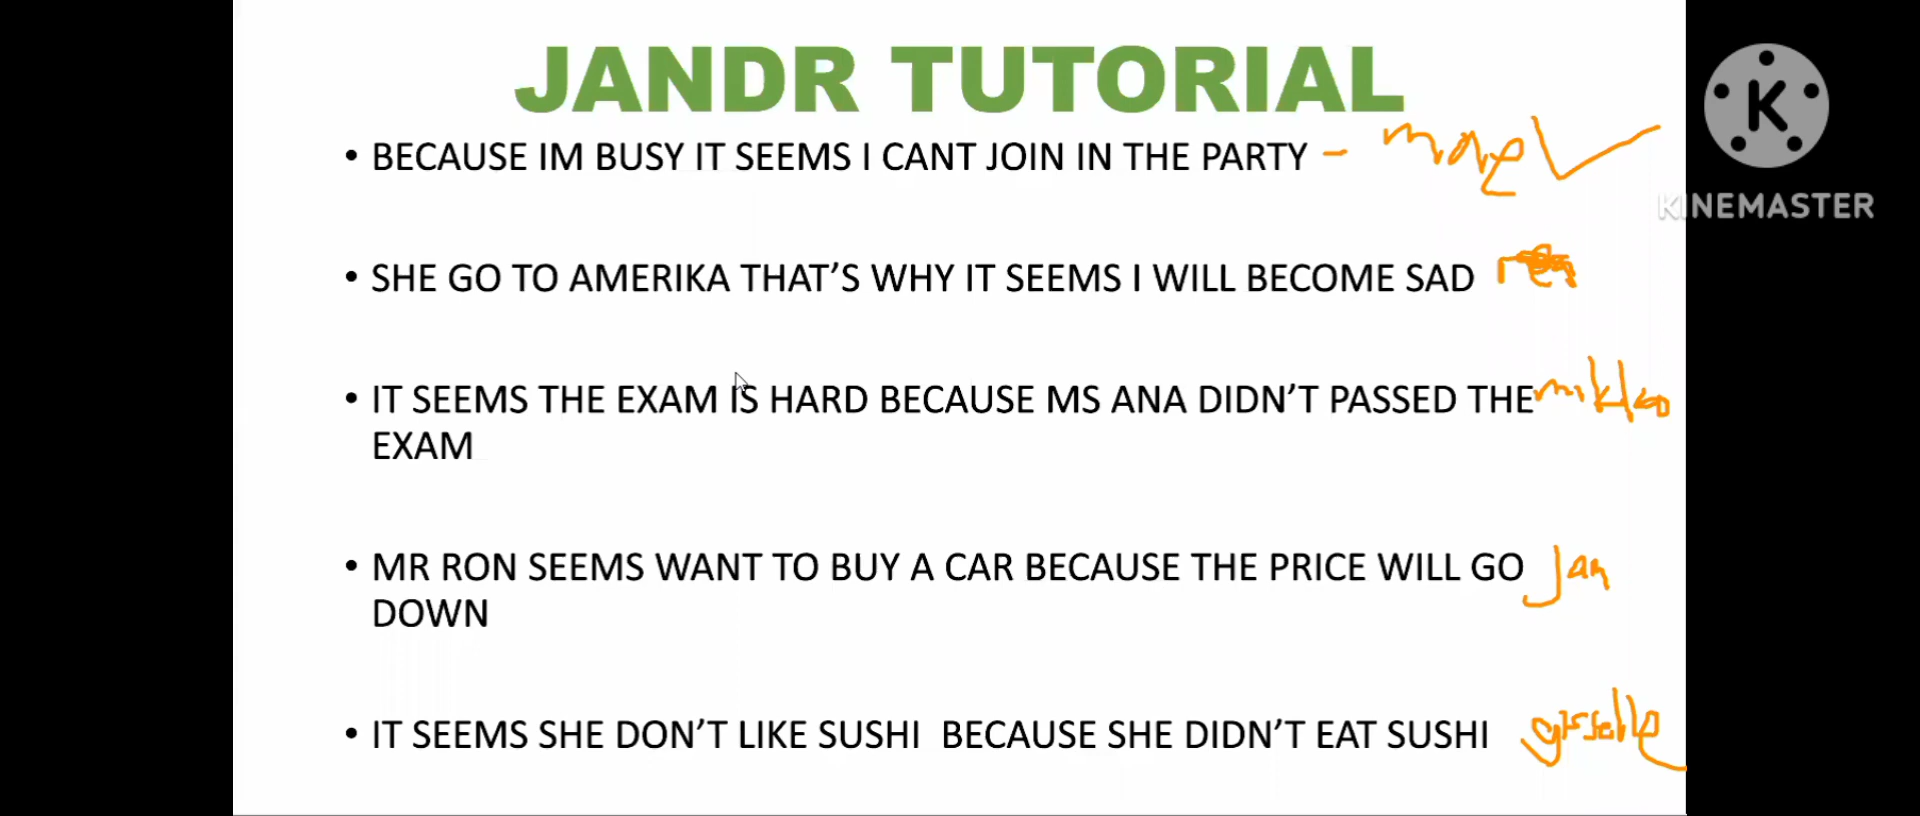 JANDR TUTORIAL
• BECAUSE IM BUSY IT SEEMS I CANT JOIN IN THE PARTY –
K
KINEMASTER
• SHE GO TO AMERIKA THAT'S WHY IT SEEMS I WILL BECOME SAD
• IT SEEMS THE EXAM IS HARD BECAUSE MS ANA DIDN'T PASSED THE
EXAM
• MR RON SEEMS WANT TO BUY A CAR BECAUSE THE PRICE WILL GO Jan
DOWN
• IT SEEMS SHE DON'T LIKE SUSHI BECAUSE SHE DIDN'T EAT SUSHI gisselle